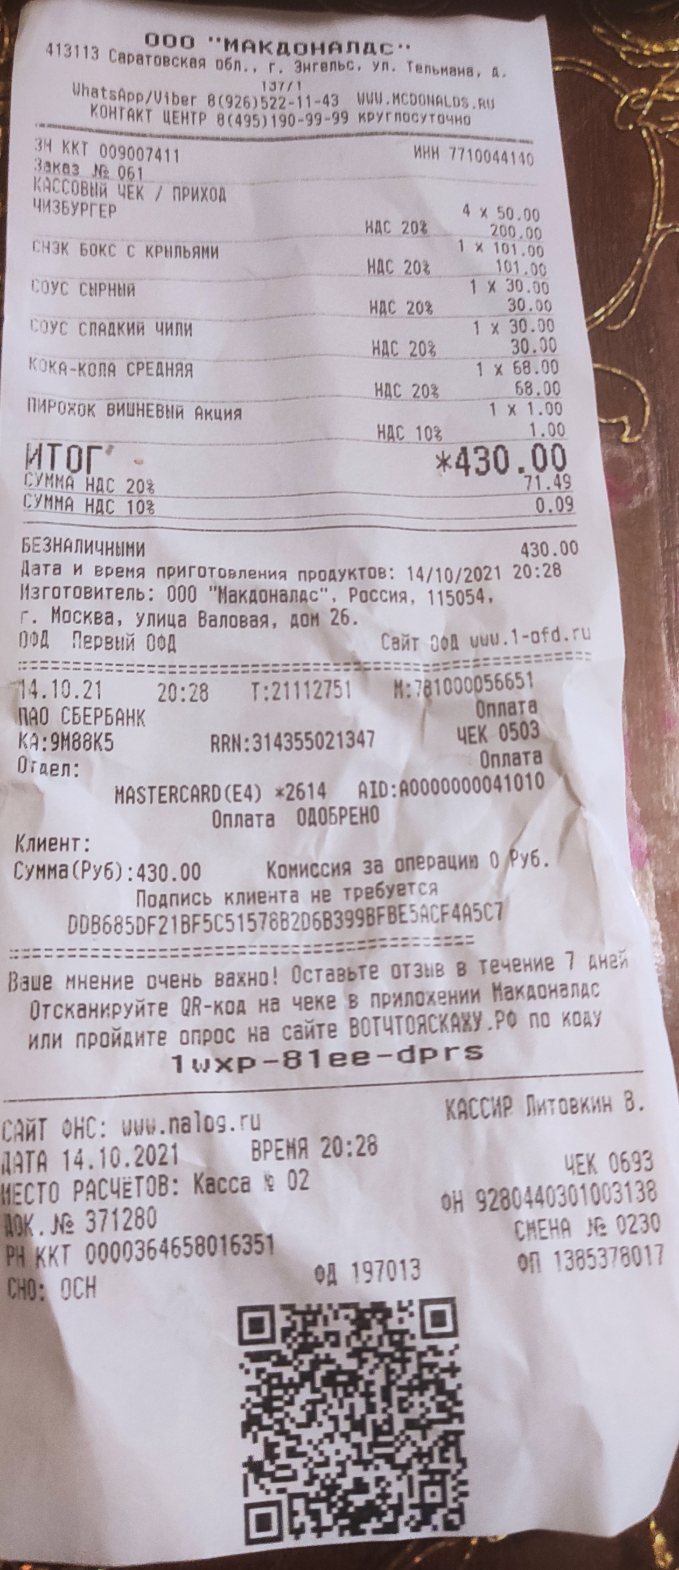 ООО "МАКДОНАЛДС"
413113 Саратовская обл., г. Энгельс, ул. Тельмана, д.
137/1
WhatsApp/Viber 8(926)522-11-43 WWW.MCDONALDS.RU
КОНТАКТ ЦЕНТР 8(495)190-99-99 КРУГЛОСУТОЧНО
ЗН ККТ 009007411 ИНН 7710044140
Заказ № 061
КАССОВЫЙ ЧЕК / ПРИХОД
ЧИЗБУРГЕР 4 x 50.00
НДС 20% 200.00
СНЭК БОКС С КРЫЛЬЯМИ 1 x 101.00
НДС 20% 101.00
СОУС СЫРНЫЙ 1 x 30.00
НДС 20% 30.00
СОУС СЛАДКИЙ ЧИЛИ 1 x 30.00
НДС 20% 30.00
КОКА-КОЛА СРЕДНЯЯ 1 x 68.00
НДС 20% 68.00
ПИРОЖОК ВИШНЕВЫЙ Акция 1 x 1.00
НДС 10% 1.00
ИТОГ *430.00
СУММА НДС 20% 71.49
СУММА НДС 10% 0.09
БЕЗНАЛИЧНЫМИ 430.00
Дата и время приготовления продуктов: 14/10/2021 20:28
Изготовитель: ООО "Макдоналдс". Россия, 115054,
г. Москва, улица Валовая, дом 26.
ОФД Первый ОФД Сайт ОФД www.1-ofd.ru
14.10.21 20:28 Т:21112751 М:781000056651
ПАО СБЕРБАНК Оплата
КА:9М88К5 RRN:314355021347 ЧЕК 0503
Отдел: Оплата
MASTERCARD(E4) *2614 AID:A0000000041010
Оплата ОДОБРЕНО
Клиент:
Сумма(Руб):430.00 Комиссия за операцию 0 Руб.
Подпись клиента не требуется
DDB685DF21BF5C51578B2D6B399BFBE5ACF4A5C7
Ваше мнение очень важно! Оставьте отзыв в течение 7 дней
Отсканируйте QR-код на чеке в приложении Макдоналдс
или пройдите опрос на сайте ВОТЧТОЯСКАЖУ.РФ по коду
1wxp-81ee-dprs
САЙТ ФНС: www.nalog.ru КАССИР Литовкин В.
ДАТА 14.10.2021 ВРЕМЯ 20:28
МЕСТО РАСЧЁТОВ: Касса № 02 ЧЕК 0693
ДОК.№ 371280 ФН 9280440301003138
РН ККТ 0000364658016351 СМЕНА № 0230
СНО: ОСН ФД 197013 ФП 1385378017